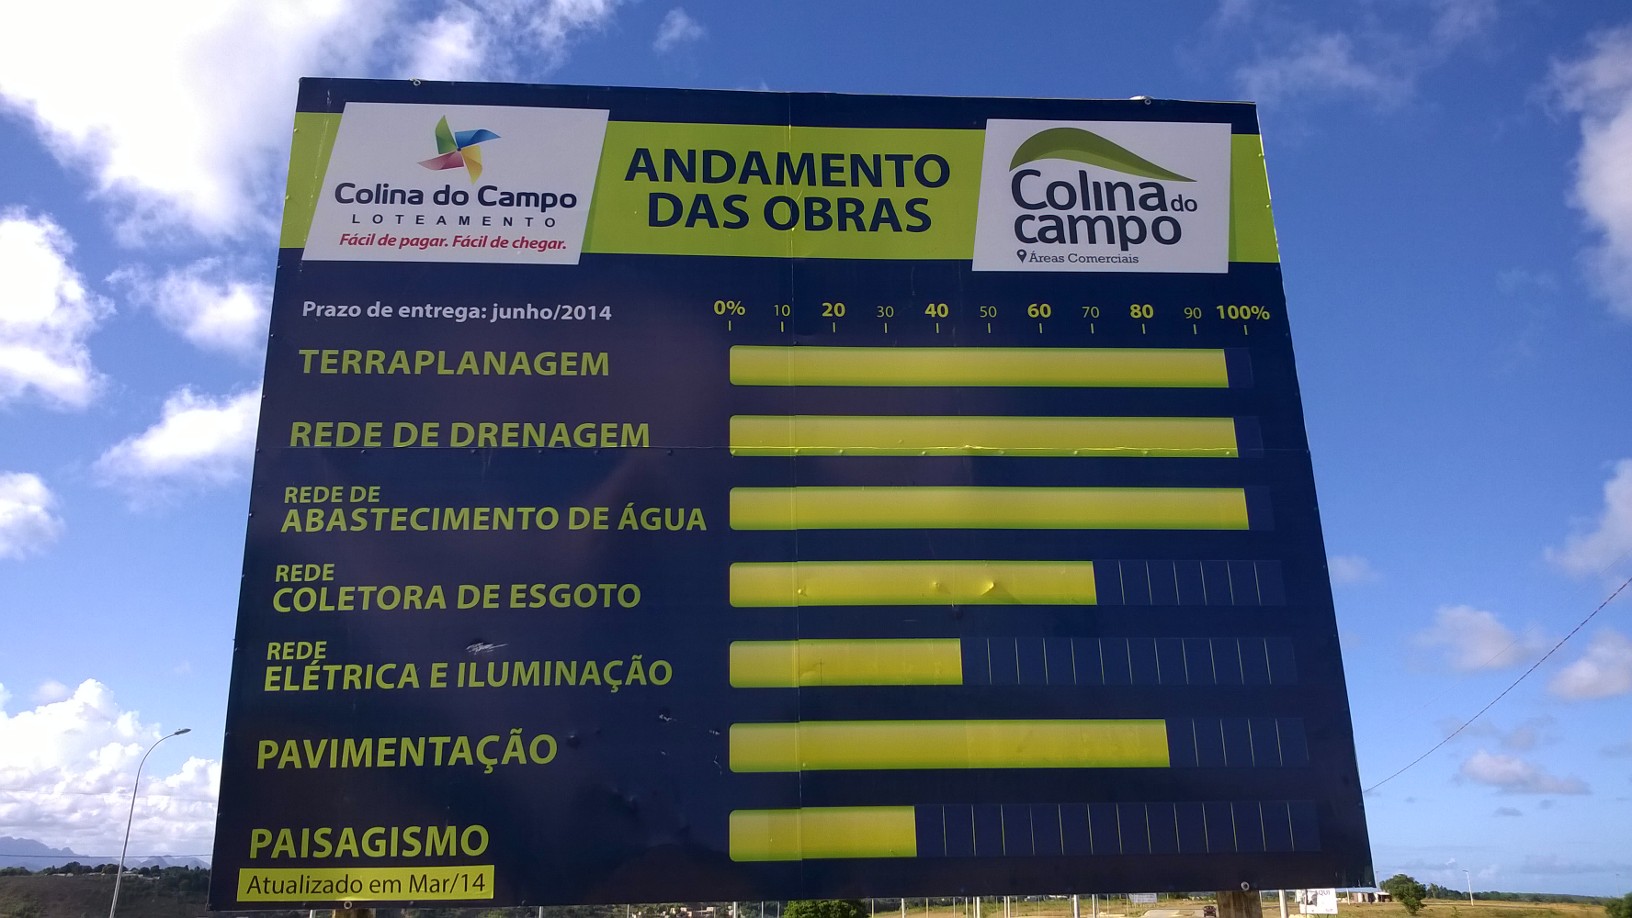 Colina do Campo
LOTEAMENTO
Fácil de pagar. Fácil de chegar.
ANDAMENTO
DAS OBRAS
Colina do
campo
Áreas Comerciais
Prazo de entrega: junho/2014
0% 10 20 30 40 50 60 70 80 90 100%
TERRAPLANAGEM
REDE DE DRENAGEM
REDE DE
ABASTECIMENTO DE ÁGUA
REDE
COLETORA DE ESGOTO
REDE
ELÉTRICA E ILUMINAÇÃO
PAVIMENTAÇÃO
PAISAGISMO
Atualizado em Mar/14